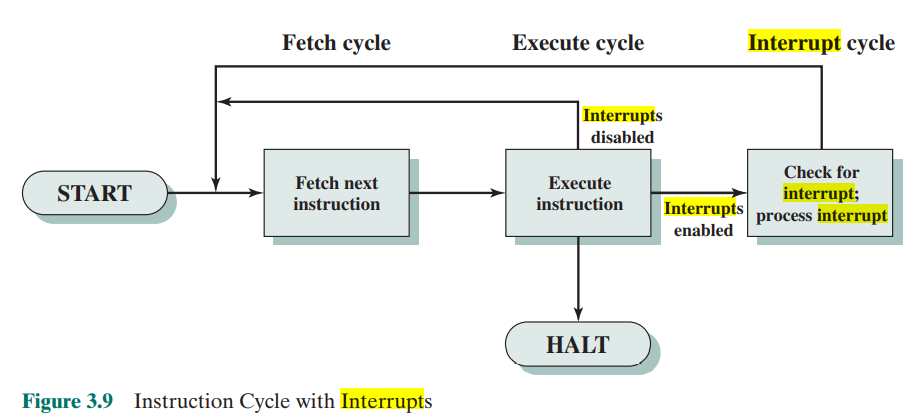 Fetch cycle
Execute cycle
Interrupt cycle
Interrupts
disabled
START
Fetch next
instruction
Execute
instruction
Interrupts
enabled
Check for
interrupt;
process interrupt
HALT
Figure 3.9 Instruction Cycle with Interrupts